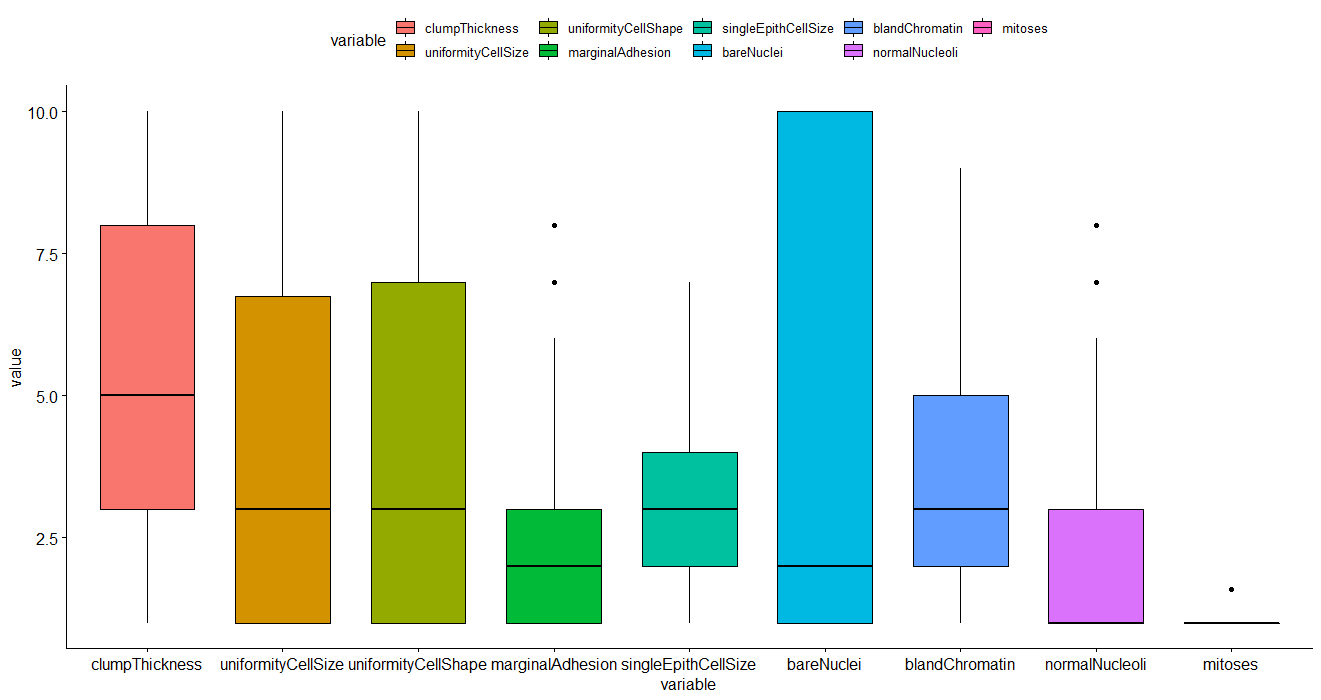 variable
clumpThickness uniformityCellShape singleEpithCellSize blandChromatin mitoses
uniformityCellSize marginalAdhesion bareNuclei normalNucleoli
value
10.0
7.5
5.0
2.5
clumpThickness uniformityCellSize uniformityCellShape marginalAdhesion singleEpithCellSize bareNuclei blandChromatin normalNucleoli mitoses
variable